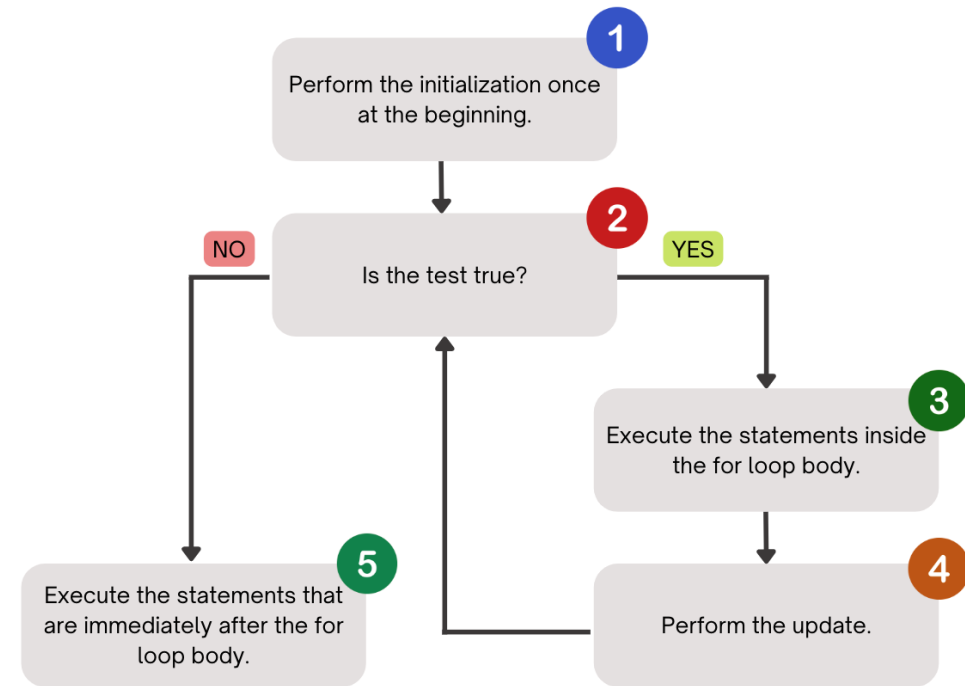 1
Perform the initialization once
at the beginning.
2
NO
YES
Is the test true?
3
Execute the statements inside
the for loop body.
4
Perform the update.
5
Execute the statements that
are immediately after the for
loop body.